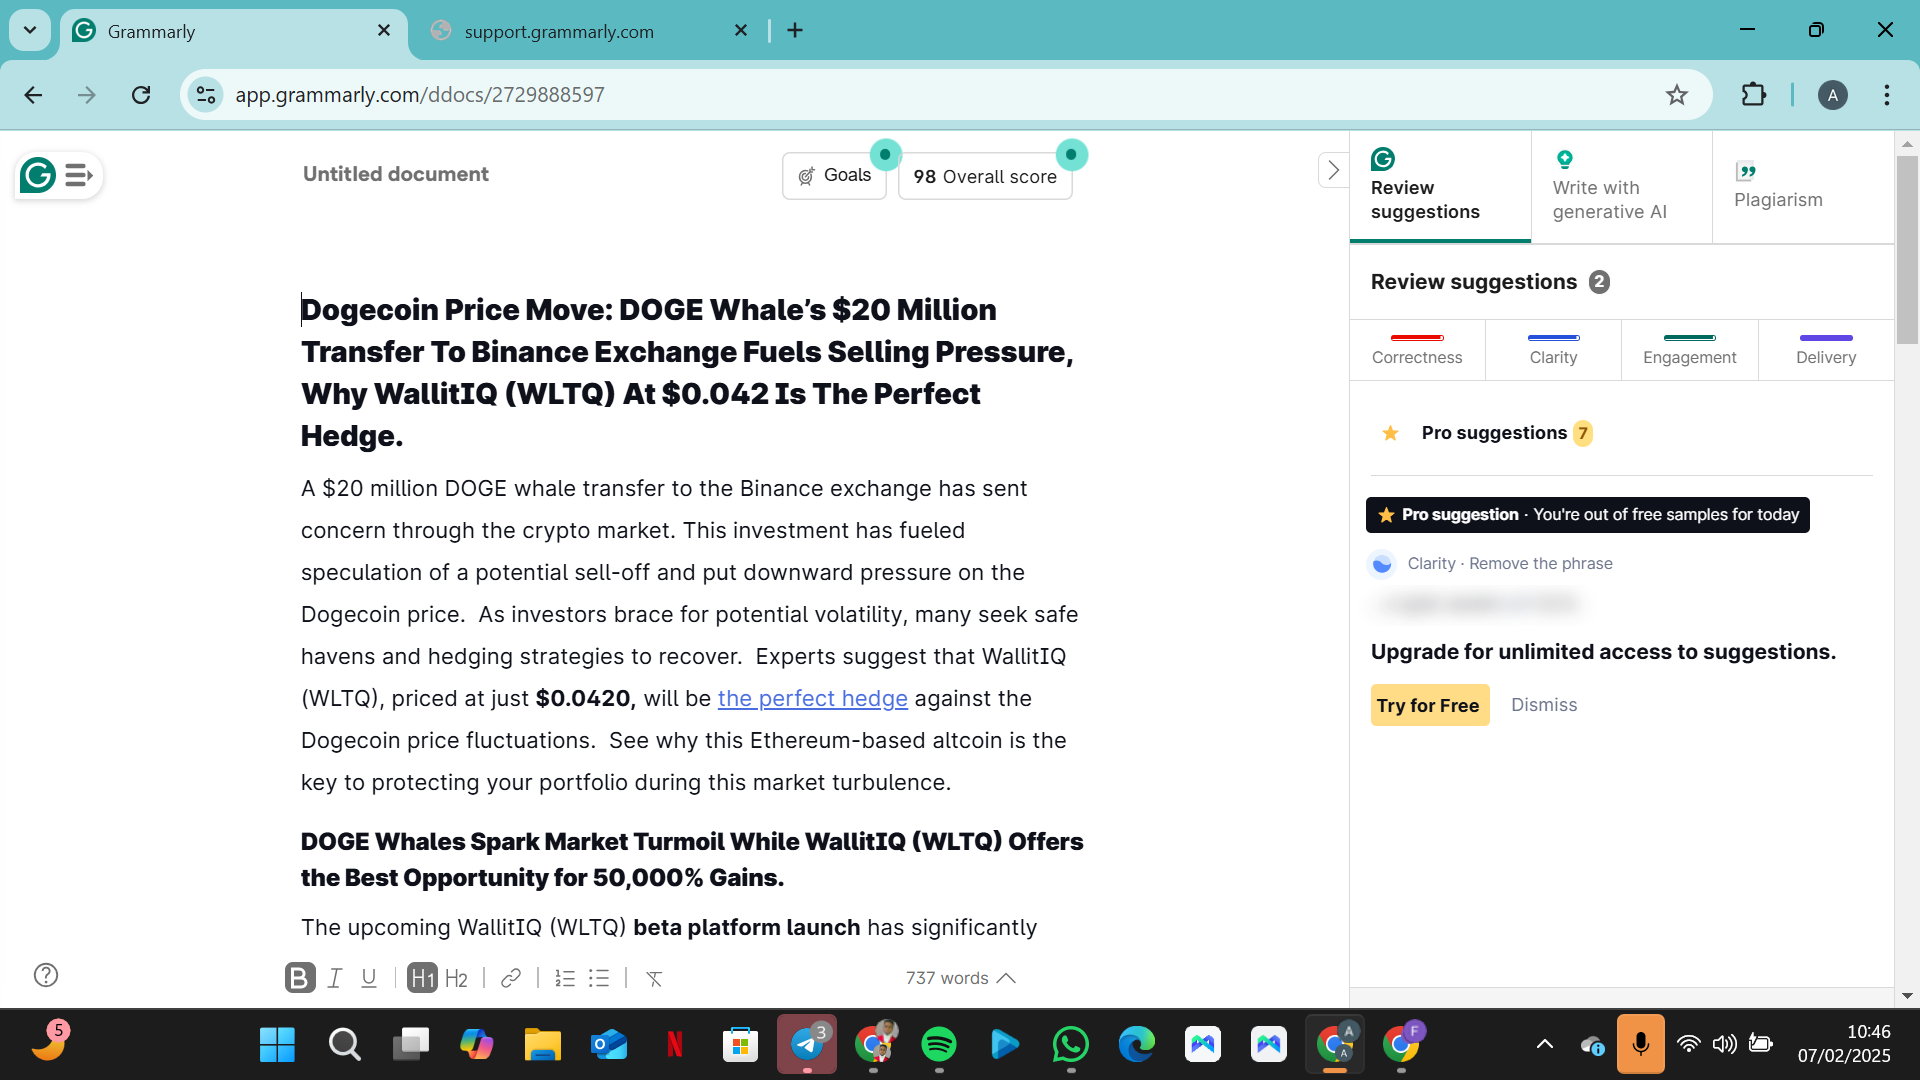 Grammarly
support.grammarly.com
app.grammarly.com/ddocs/2729888597
A
Untitled document
Goals
98 Overall score
Dogecoin Price Move: DOGE Whale’s $20 Million
Transfer To Binance Exchange Fuels Selling Pressure,
Why WallitIQ (WLTQ) At $0.042 Is The Perfect
Hedge.
A $20 million DOGE whale transfer to the Binance exchange has sent
concern through the crypto market. This investment has fueled
speculation of a potential sell-off and put downward pressure on the
Dogecoin price.  As investors brace for potential volatility, many seek safe
havens and hedging strategies to recover.  Experts suggest that WallitIQ
(WLTQ), priced at just $0.0420, will be the perfect hedge against the
Dogecoin price fluctuations.  See why this Ethereum-based altcoin is the
key to protecting your portfolio during this market turbulence.
DOGE Whales Spark Market Turmoil While WallitIQ (WLTQ) Offers
the Best Opportunity for 50,000% Gains.
The upcoming WallitIQ (WLTQ) beta platform launch has significantly
B I U H1 H2
737 words
Review
suggestions
Write with
generative AI
Plagiarism
Review suggestions 2
Correctness
Clarity
Engagement
Delivery
Pro suggestions 7
Pro suggestion · You're out of free samples for today
Clarity · Remove the phrase
Upgrade for unlimited access to suggestions.
Try for Free
Dismiss
5
3
A
A
F
10:46
07/02/2025